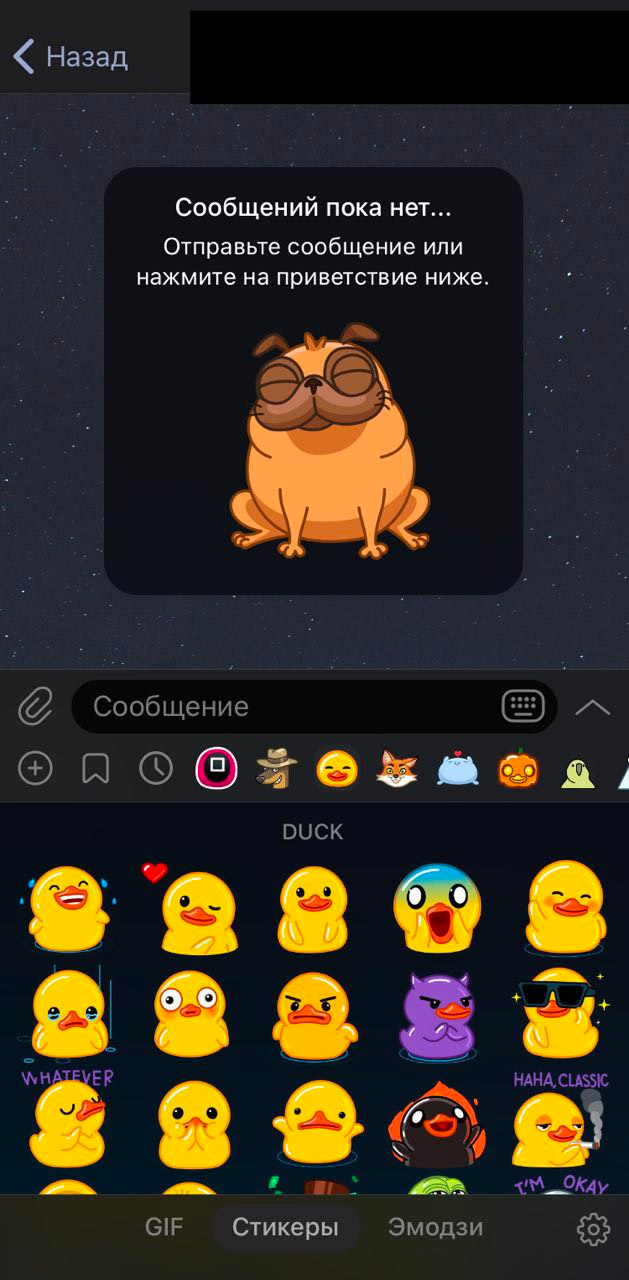 Назад
Сообщений пока нет...
Отправьте сообщение или
нажмите на приветствие ниже.
Сообщение
DUCK
WHATEVER
HAHA, CLASSIC
I'M OKAY
GIF
Стикеры
Эмодзи